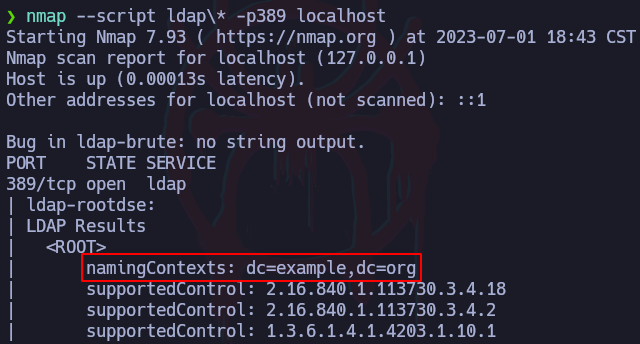 ❯ nmap --script ldap\* -p389 localhost
Starting Nmap 7.93 ( https://nmap.org ) at 2023-07-01 18:43 CST
Nmap scan report for localhost (127.0.0.1)
Host is up (0.00013s latency).
Other addresses for localhost (not scanned): ::1

Bug in ldap-brute: no string output.
PORT    STATE SERVICE
389/tcp open  ldap
| ldap-rootdse:
| LDAP Results
|   <ROOT>
|       namingContexts: dc=example,dc=org
|       supportedControl: 2.16.840.1.113730.3.4.18
|       supportedControl: 2.16.840.1.113730.3.4.2
|       supportedControl: 1.3.6.1.4.1.4203.1.10.1